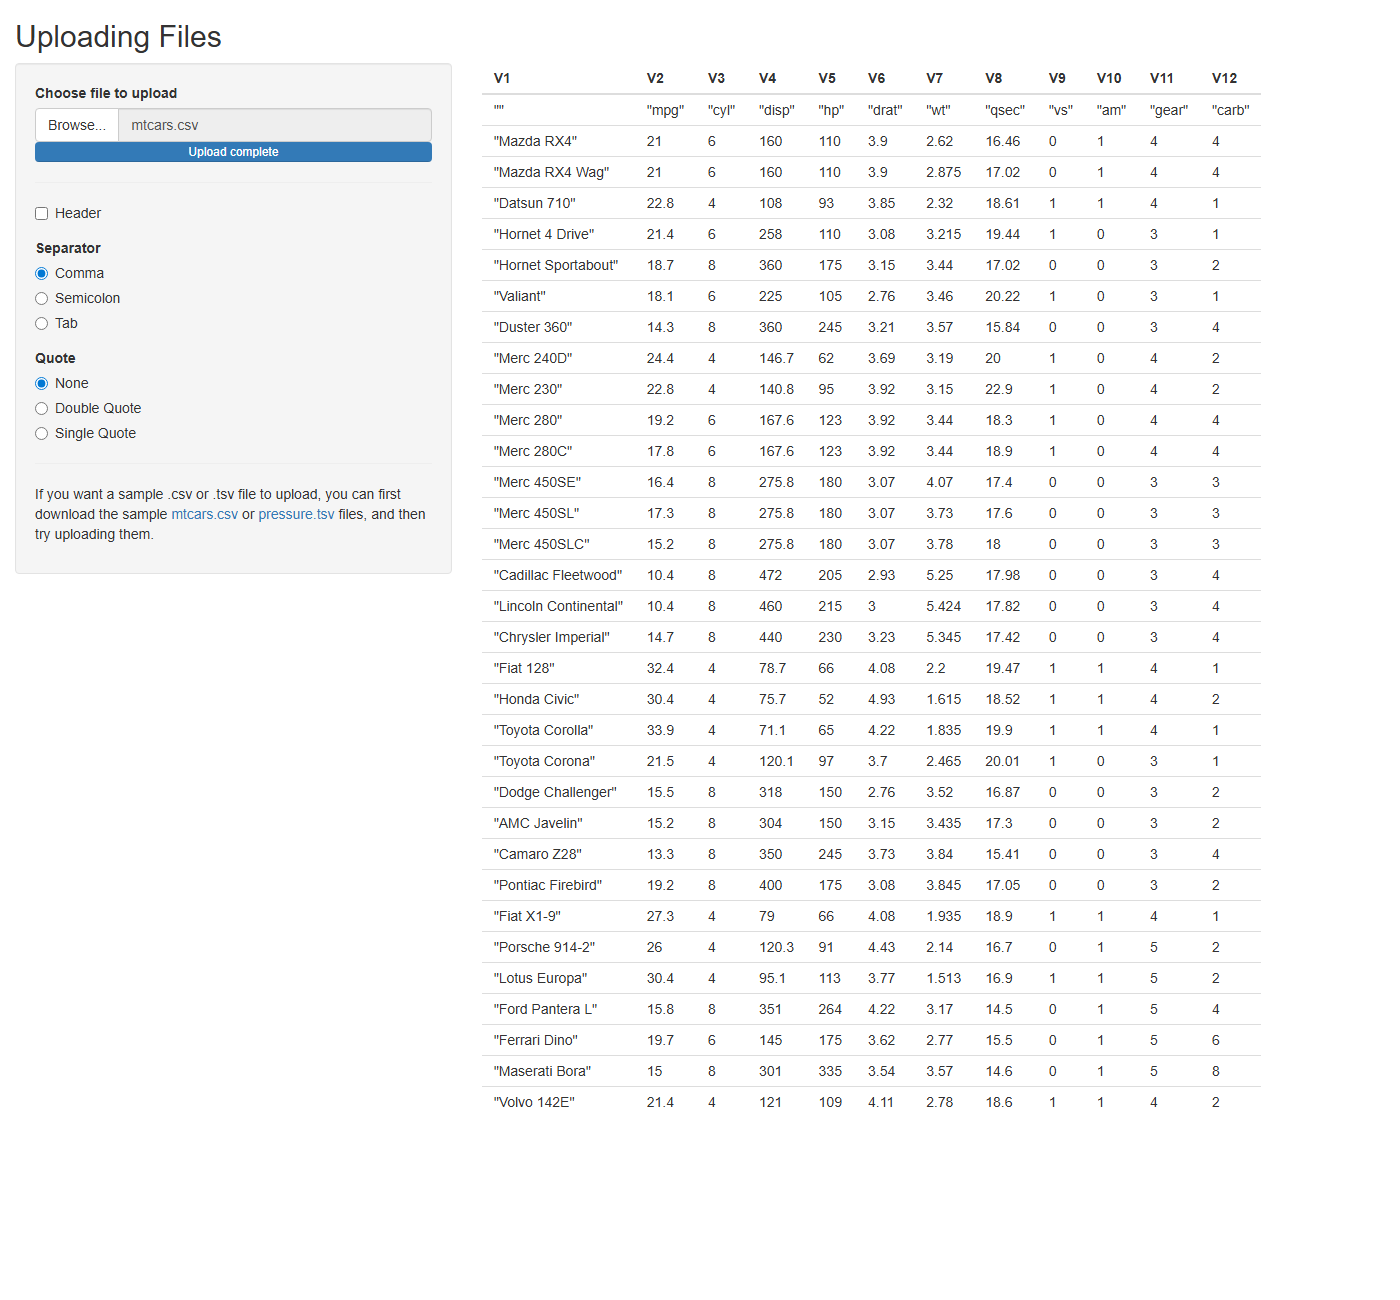 Uploading Files
Choose file to upload
Browse... mtcars.csv
Upload complete
Header
Separator
Comma
Semicolon
Tab
Quote
None
Double Quote
Single Quote
If you want a sample .csv or .tsv file to upload, you can first
download the sample mtcars.csv or pressure.tsv files, and then
try uploading them.
V1 V2 V3 V4 V5 V6 V7 V8 V9 V10 V11 V12
"" "mpg" "cyl" "disp" "hp" "drat" "wt" "qsec" "vs" "am" "gear" "carb"
"Mazda RX4" 21 6 160 110 3.9 2.62 16.46 0 1 4 4
"Mazda RX4 Wag" 21 6 160 110 3.9 2.875 17.02 0 1 4 4
"Datsun 710" 22.8 4 108 93 3.85 2.32 18.61 1 1 4 1
"Hornet 4 Drive" 21.4 6 258 110 3.08 3.215 19.44 1 0 3 1
"Hornet Sportabout" 18.7 8 360 175 3.15 3.44 17.02 0 0 3 2
"Valiant" 18.1 6 225 105 2.76 3.46 20.22 1 0 3 1
"Duster 360" 14.3 8 360 245 3.21 3.57 15.84 0 0 3 4
"Merc 240D" 24.4 4 146.7 62 3.69 3.19 20 1 0 4 2
"Merc 230" 22.8 4 140.8 95 3.92 3.15 22.9 1 0 4 2
"Merc 280" 19.2 6 167.6 123 3.92 3.44 18.3 1 0 4 4
"Merc 280C" 17.8 6 167.6 123 3.92 3.44 18.9 1 0 4 4
"Merc 450SE" 16.4 8 275.8 180 3.07 4.07 17.4 0 0 3 3
"Merc 450SL" 17.3 8 275.8 180 3.07 3.73 17.6 0 0 3 3
"Merc 450SLC" 15.2 8 275.8 180 3.07 3.78 18 0 0 3 3
"Cadillac Fleetwood" 10.4 8 472 205 2.93 5.25 17.98 0 0 3 4
"Lincoln Continental" 10.4 8 460 215 3 5.424 17.82 0 0 3 4
"Chrysler Imperial" 14.7 8 440 230 3.23 5.345 17.42 0 0 3 4
"Fiat 128" 32.4 4 78.7 66 4.08 2.2 19.47 1 1 4 1
"Honda Civic" 30.4 4 75.7 52 4.93 1.615 18.52 1 1 4 2
"Toyota Corolla" 33.9 4 71.1 65 4.22 1.835 19.9 1 1 4 1
"Toyota Corona" 21.5 4 120.1 97 3.7 2.465 20.01 1 0 3 1
"Dodge Challenger" 15.5 8 318 150 2.76 3.52 16.87 0 0 3 2
"AMC Javelin" 15.2 8 304 150 3.15 3.435 17.3 0 0 3 2
"Camaro Z28" 13.3 8 350 245 3.73 3.84 15.41 0 0 3 4
"Pontiac Firebird" 19.2 8 400 175 3.08 3.845 17.05 0 0 3 2
"Fiat X1-9" 27.3 4 79 66 4.08 1.935 18.9 1 1 4 1
"Porsche 914-2" 26 4 120.3 91 4.43 2.14 16.7 0 1 5 2
"Lotus Europa" 30.4 4 95.1 113 3.77 1.513 16.9 1 1 5 2
"Ford Pantera L" 15.8 8 351 264 4.22 3.17 14.5 0 1 5 4
"Ferrari Dino" 19.7 6 145 175 3.62 2.77 15.5 0 1 5 6
"Maserati Bora" 15 8 301 335 3.54 3.57 14.6 0 1 5 8
"Volvo 142E" 21.4 4 121 109 4.11 2.78 18.6 1 1 4 2